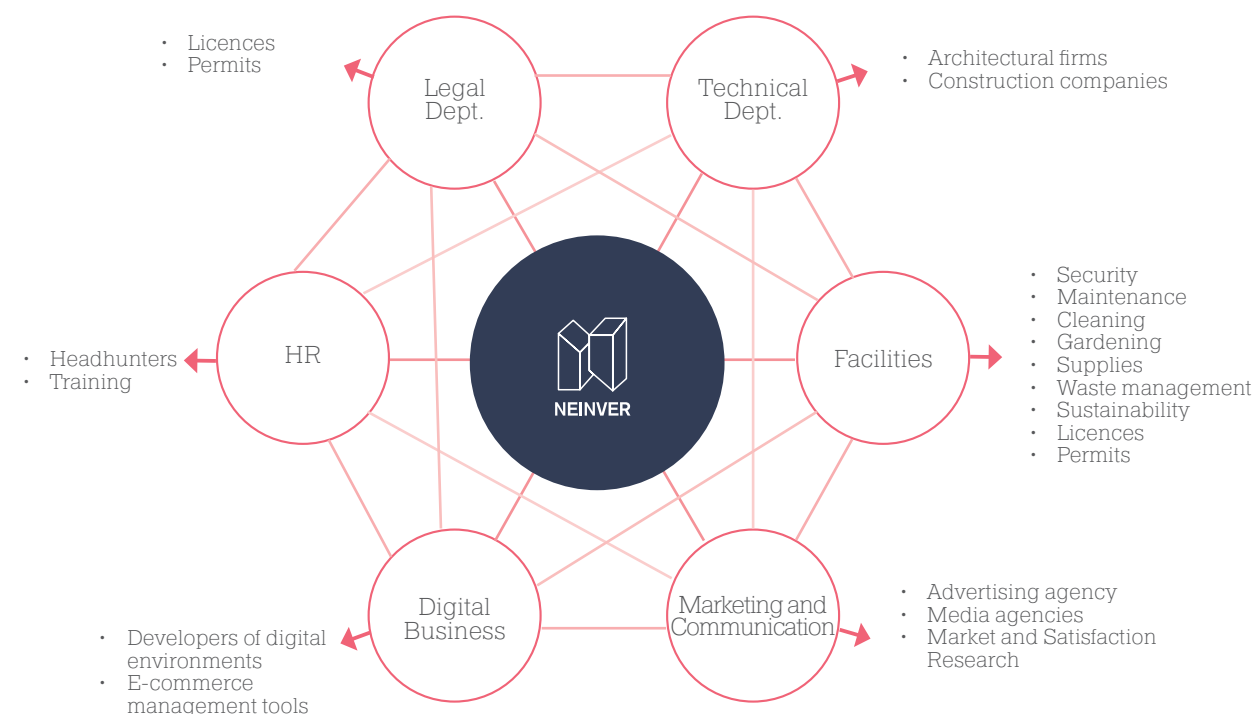 • Licences
• Permits
Legal
Dept.
Technical
Dept.
• Architectural firms
• Construction companies
• Headhunters
• Training
HR
NEINVER
Facilities
• Security
• Maintenance
• Cleaning
• Gardening
• Supplies
• Waste management
• Sustainability
• Licences
• Permits
• Developers of digital
environments
• E-commerce
management tools
Digital
Business
Marketing and
Communication
• Advertising agency
• Media agencies
• Market and Satisfaction
Research